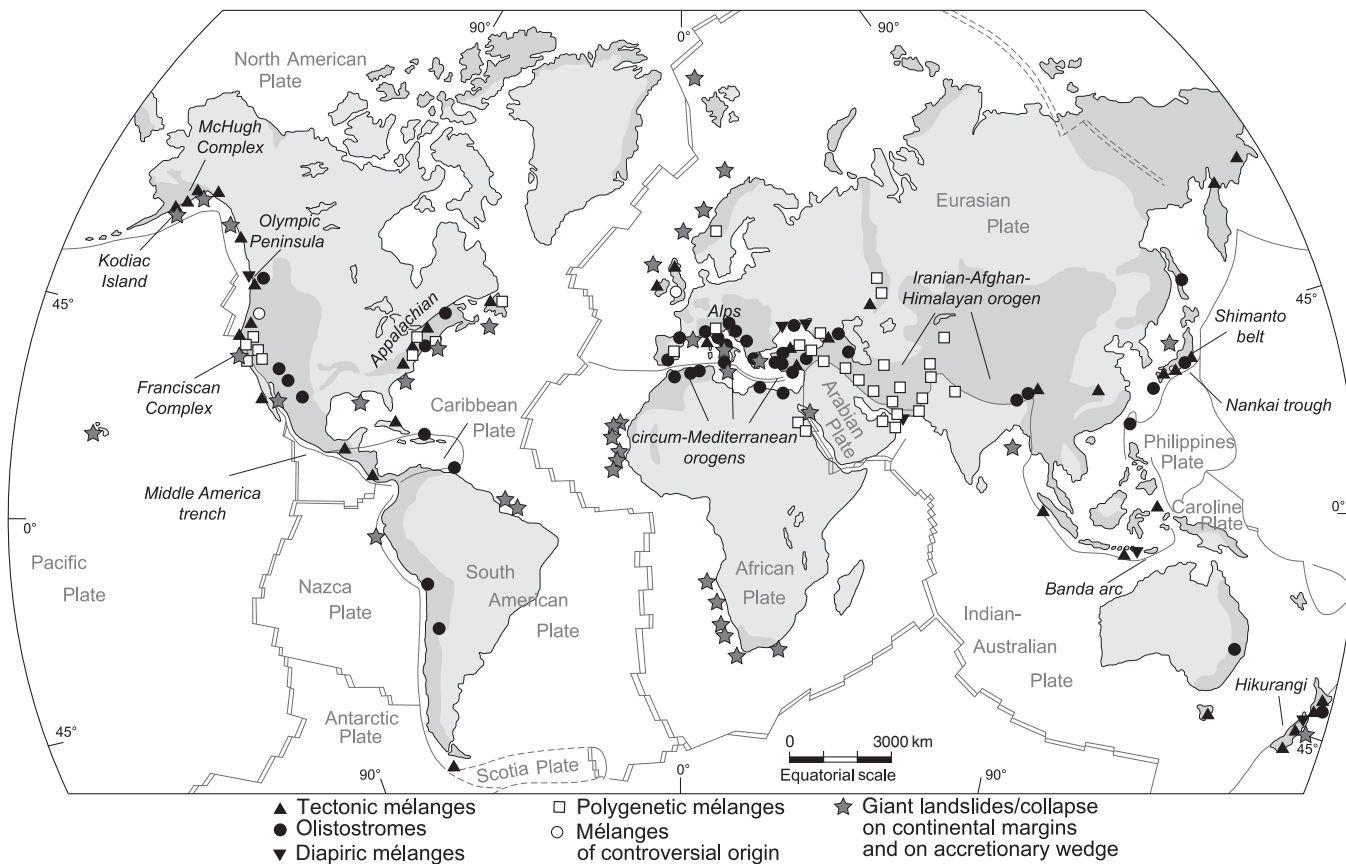 90°
0°
90°
North American
Plate
McHugh
Complex
Olympic
Peninsula
Kodiac
Island
Eurasian
Plate
45°
45°
Iranian-Afghan-
Himalayan orogen
Alps
Appalachian
Shimanto
belt
Franciscan
Complex
Caribbean
Plate
Arabian
Plate
Nankai trough
circum-Mediterranean
orogens
Philippines
Plate
Middle America
trench
Caroline
Plate
0°
0°
Pacific
Plate
Nazca
Plate
South
American
Plate
African
Plate
Banda arc
Indian-
Australian
Plate
Hikurangi
Antarctic
Plate
45°
45°
Scotia Plate
0 3000 km
Equatorial scale
90°
0°
90°
Tectonic mélanges
Olistostromes
Diapiric mélanges
Polygenetic mélanges
Mélanges
of controversial origin
Giant landslides/collapse
on continental margins
and on accretionary wedge